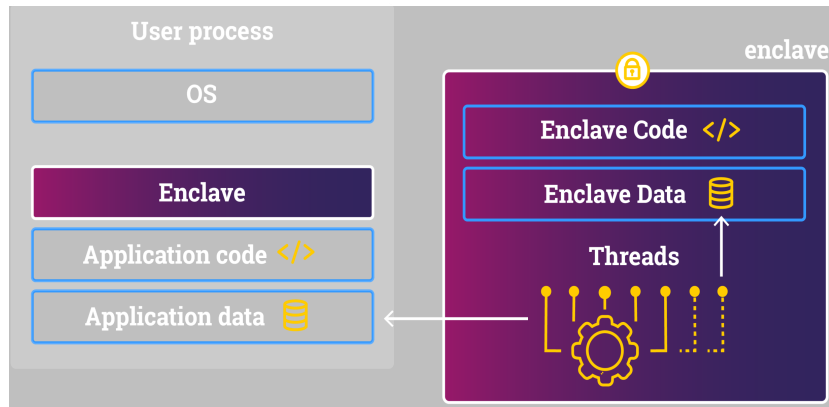 User process
OS
Enclave
Application code </>
Application data
enclave
Enclave Code </>
Enclave Data
Threads